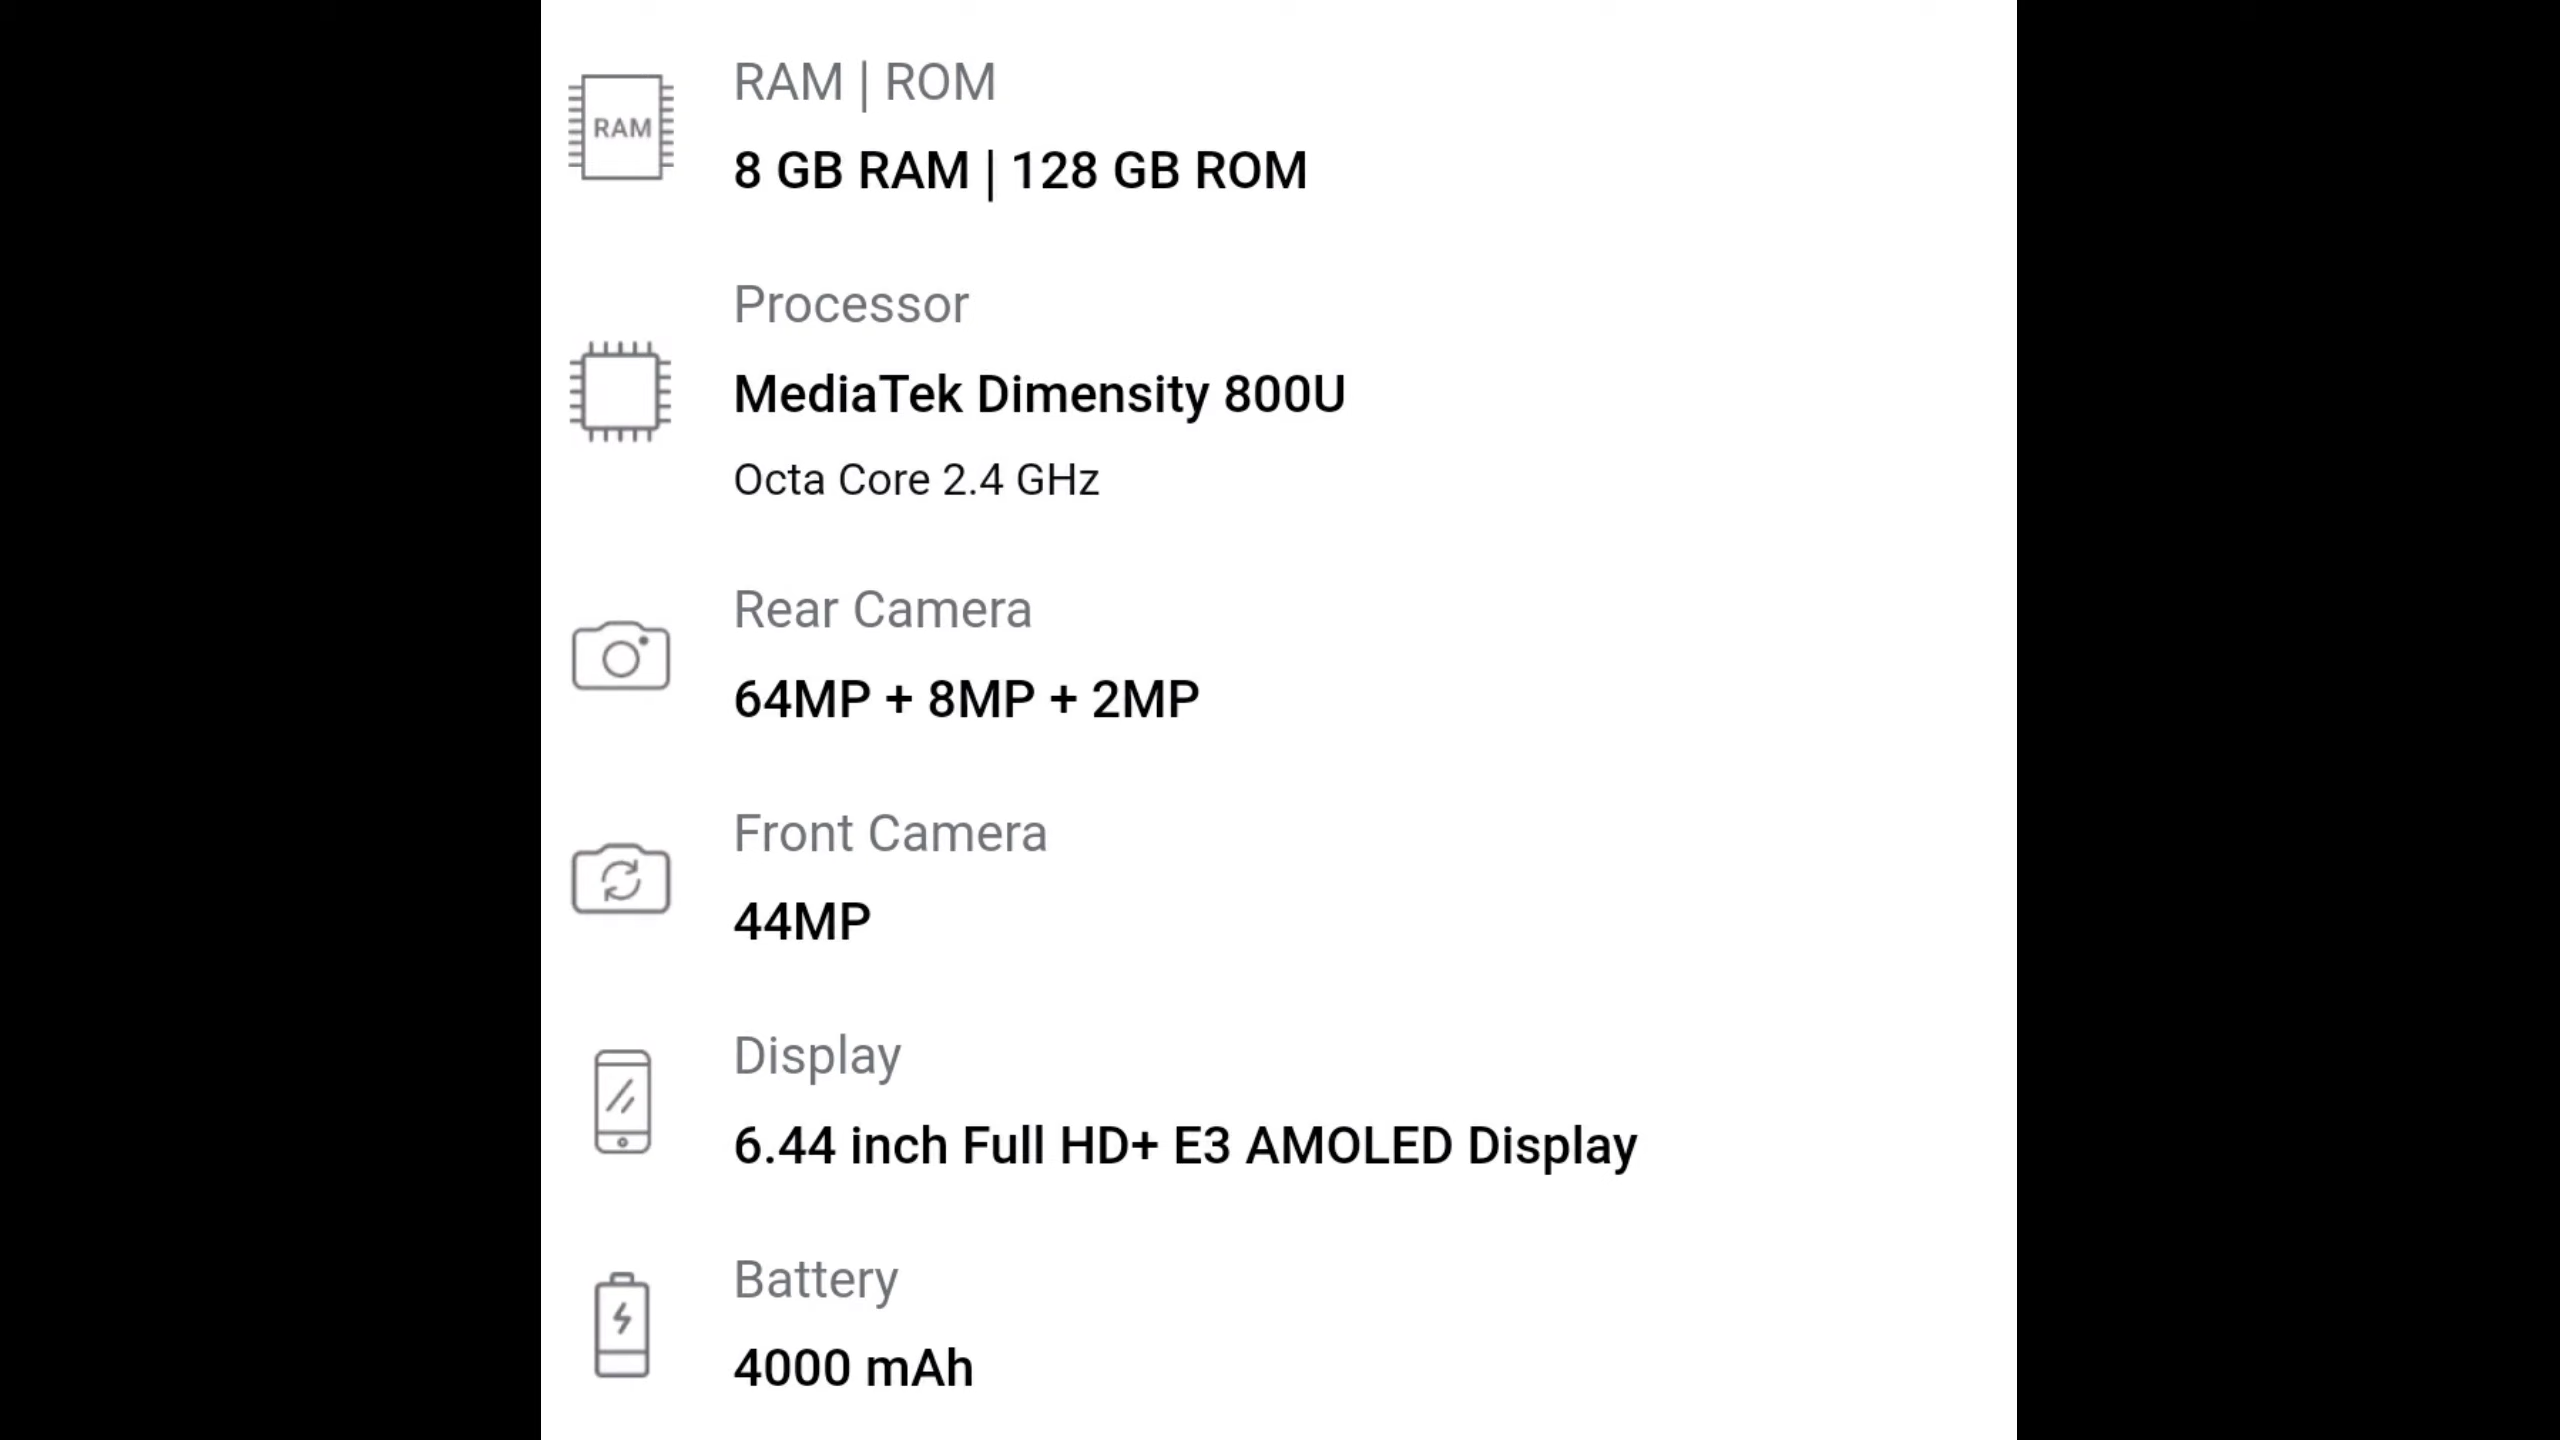 RAM | ROM
RAM
8 GB RAM | 128 GB ROM
Processor
MediaTek Dimensity 800U
Octa Core 2.4 GHz
Rear Camera
64MP + 8MP + 2MP
Front Camera
44MP
Display
6.44 inch Full HD+ E3 AMOLED Display
Battery
4000 mAh